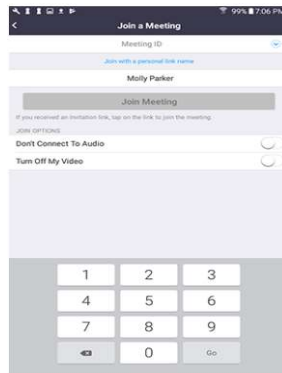 99% 7:06 PM
Join a Meeting
Meeting ID
Join with a personal link name
Molly Parker
Join Meeting
If you received an invitation link, tap on the link to join the meeting
JOIN OPTIONS
Don't Connect To Audio
Turn Off My Video
1 2 3
4 5 6
7 8 9
0 Go